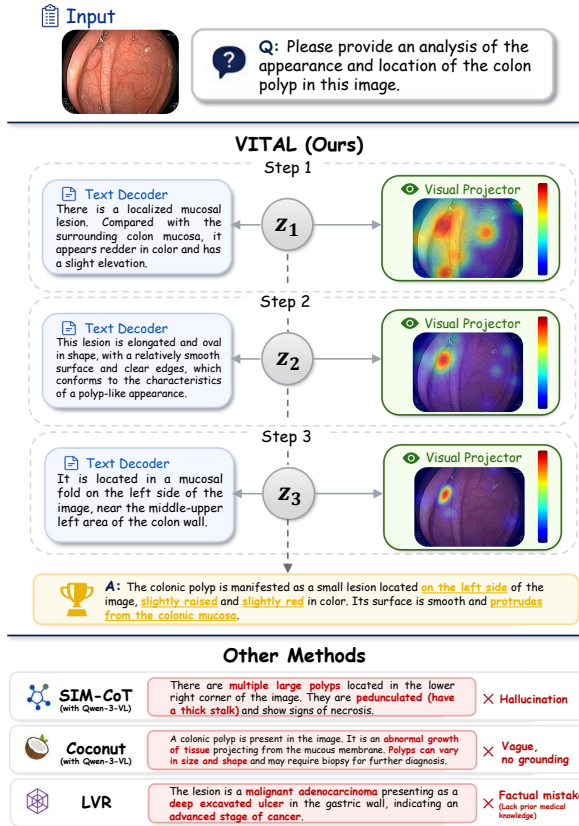 Input
Q: Please provide an analysis of the
appearance and location of the colon
polyp in this image.
VITAL (Ours)
Step 1
Text Decoder
There is a localized mucosal
lesion. Compared with the
surrounding colon mucosa, it
appears redder in color and has
a slight elevation.
z1
Visual Projector
Step 2
Text Decoder
This lesion is elongated and oval
in shape, with a relatively smooth
surface and clear edges, which
conforms to the characteristics
of a polyp-like appearance.
z2
Visual Projector
Step 3
Text Decoder
It is located in a mucosal
fold on the left side of the
image, near the middle-upper
left area of the colon wall.
z3
Visual Projector
A: The colonic polyp is manifested as a small lesion located on the left side of the
image, slightly raised and slightly red in color. Its surface is smooth and protrudes
from the colonic mucosa.
Other Methods
SIM-CoT
(with Qwen-3-VL)
There are multiple large polyps located in the lower
right corner of the image. They are pedunculated (have
a thick stalk) and show signs of necrosis.
× Hallucination
Coconut
(with Qwen-3-VL)
A colonic polyp is present in the image. It is an abnormal growth
of tissue projecting from the mucous membrane. Polyps can vary
in size and shape and may require biopsy for further diagnosis.
× Vague,
no grounding
LVR
The lesion is a malignant adenocarcinoma presenting as a
deep excavated ulcer in the gastric wall, indicating an
advanced stage of cancer.
× Factual mistake
(Lack prior medical
knowledge)